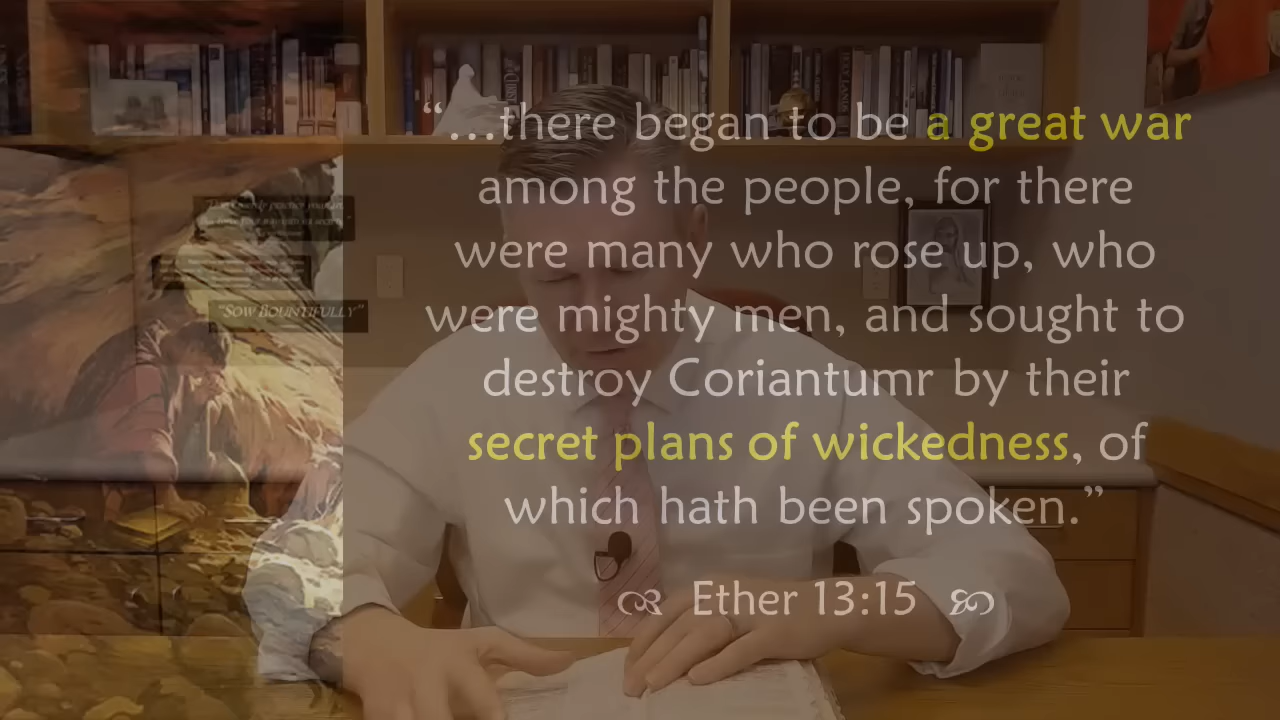 “...there began to be a great war
among the people, for there
were many who rose up, who
were mighty men, and sought to
destroy Coriantumr by their
secret plans of wickedness, of
which hath been spoken.”
Ether 13:15
“SOW BOUNTIFULLY”